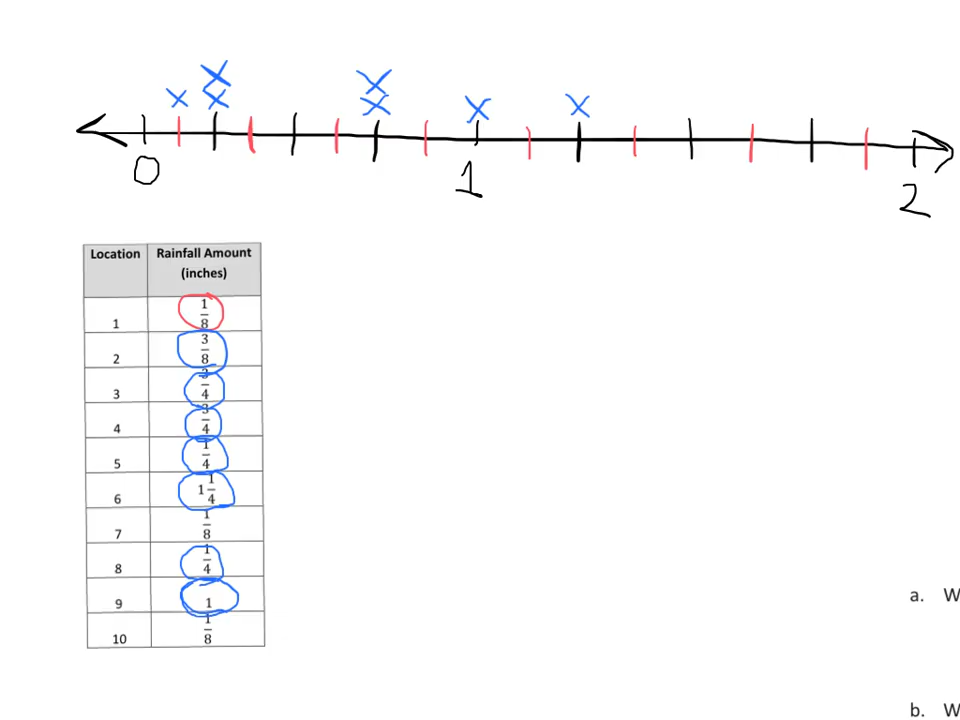 X X
X X X X X X
0 1 2
Location Rainfall Amount (inches)
1 1/8
2 3/8
3 3/4
4 3/4
5 1/4
6 1 1/4
7 1/8
8 1/4
9 1
10 1/8
a. W
b. W